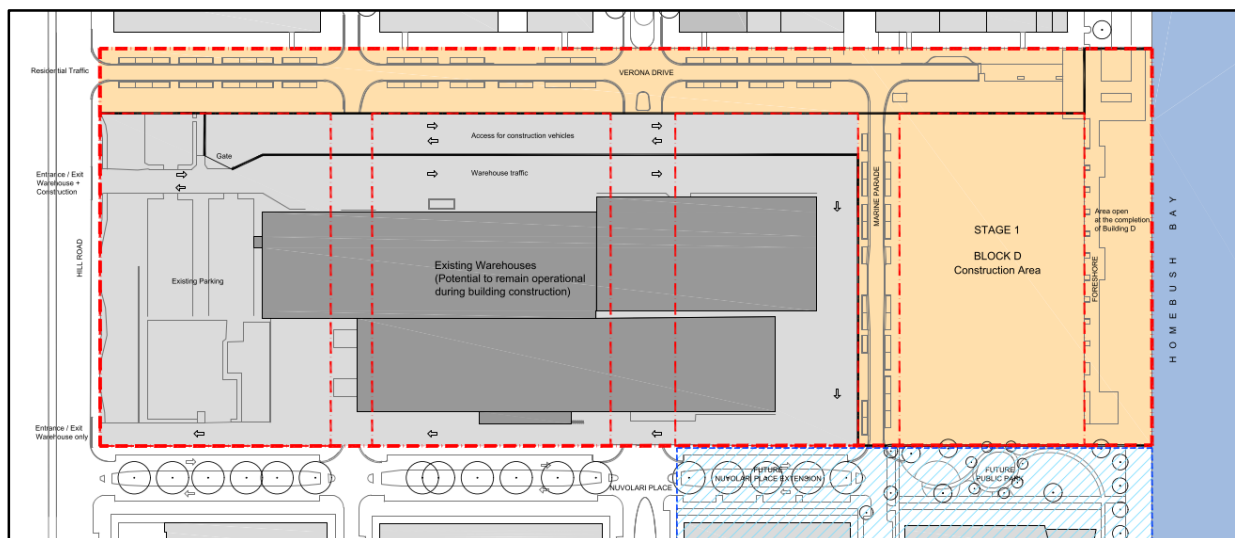 Residential Traffic
VERONA DRIVE
Access for construction vehicles
Gate
Entrance / Exit
Warehouse +
Construction
Warehouse traffic
HILL ROAD
Existing Parking
Existing Warehouses
(Potential to remain operational
during building construction)
MARINE PARADE
STAGE 1
BLOCK D
Construction Area
Area open
at the completion
of Building D
FORESHORE
HOMEBUSH BAY
Entrance / Exit
Warehouse only
NUVOLARI PLACE
FUTURE
NUVOLARI PLACE EXTENSION
FUTURE
PUBLIC PARK